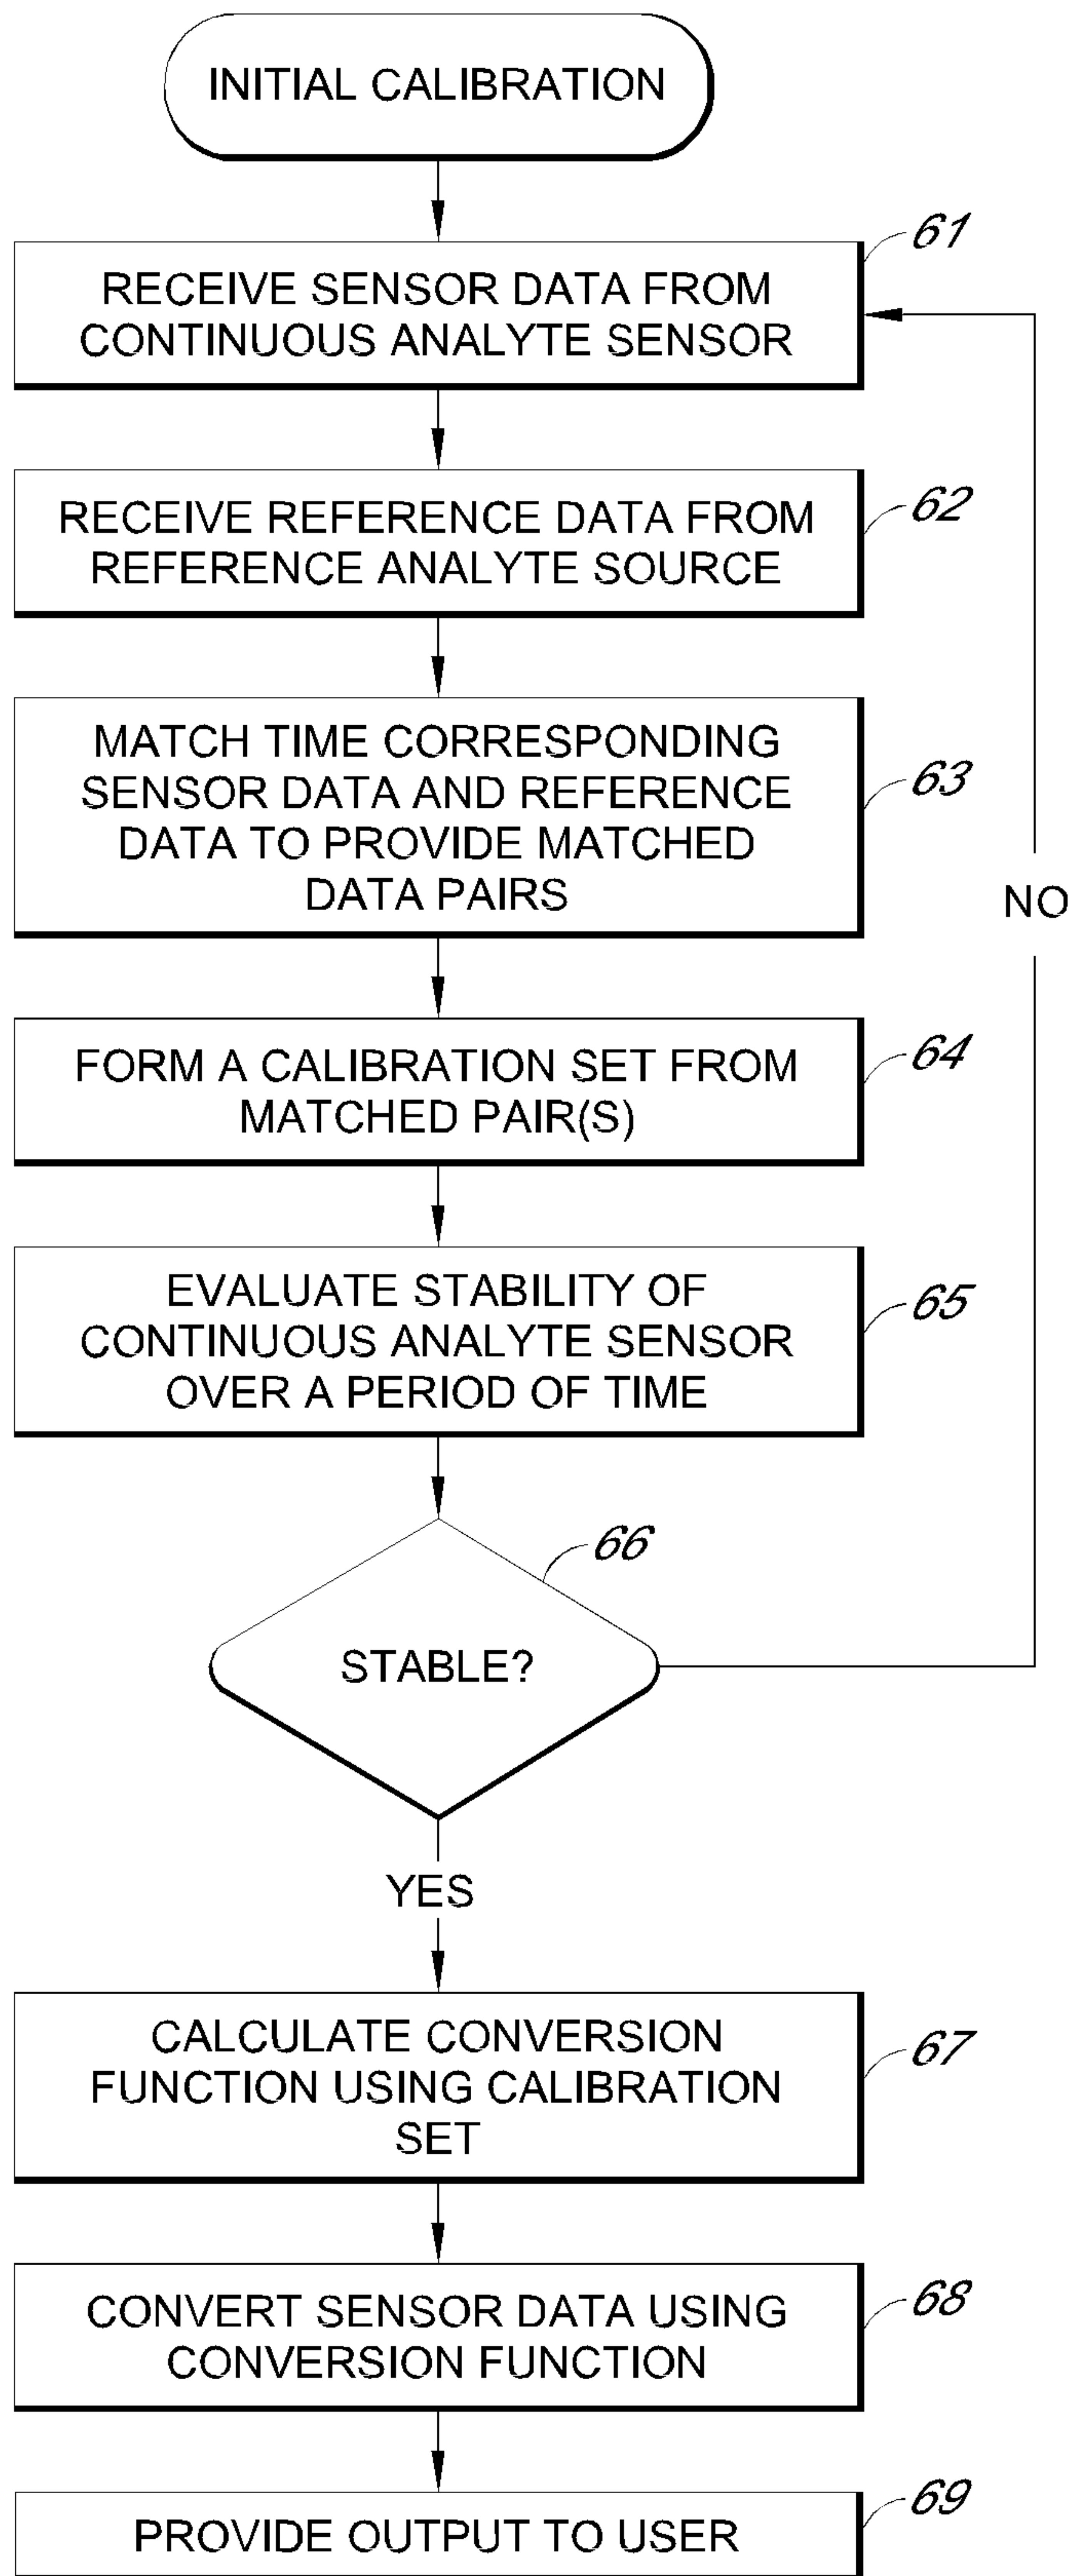 INITIAL CALIBRATION
61
RECEIVE SENSOR DATA FROM
CONTINUOUS ANALYTE SENSOR
62
RECEIVE REFERENCE DATA FROM
REFERENCE ANALYTE SOURCE
63
MATCH TIME CORRESPONDING
SENSOR DATA AND REFERENCE
DATA TO PROVIDE MATCHED
DATA PAIRS
NO
64
FORM A CALIBRATION SET FROM
MATCHED PAIR(S)
65
EVALUATE STABILITY OF
CONTINUOUS ANALYTE SENSOR
OVER A PERIOD OF TIME
66
STABLE?
YES
67
CALCULATE CONVERSION
FUNCTION USING CALIBRATION
SET
68
CONVERT SENSOR DATA USING
CONVERSION FUNCTION
69
PROVIDE OUTPUT TO USER